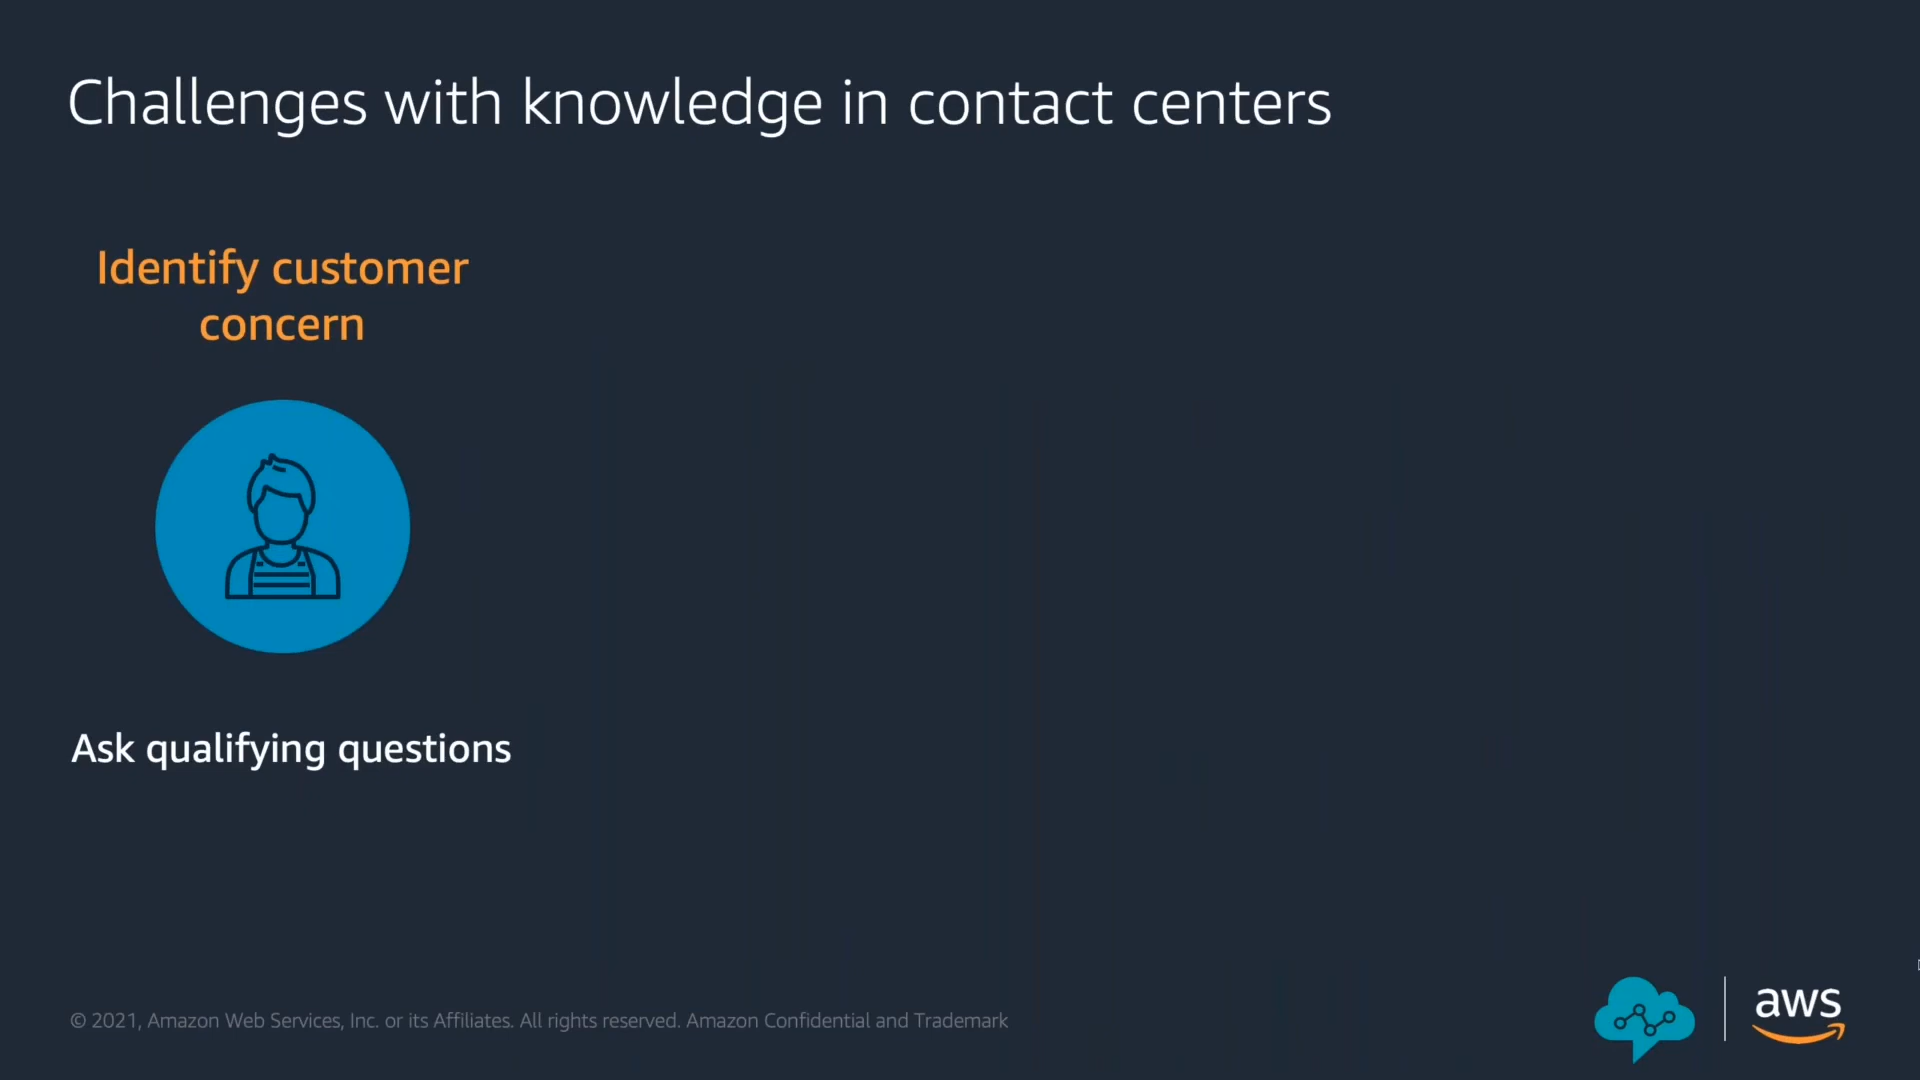 Challenges with knowledge in contact centers
Identify customer
concern
Ask qualifying questions
© 2021, Amazon Web Services, Inc. or its Affiliates. All rights reserved. Amazon Confidential and Trademark
aws